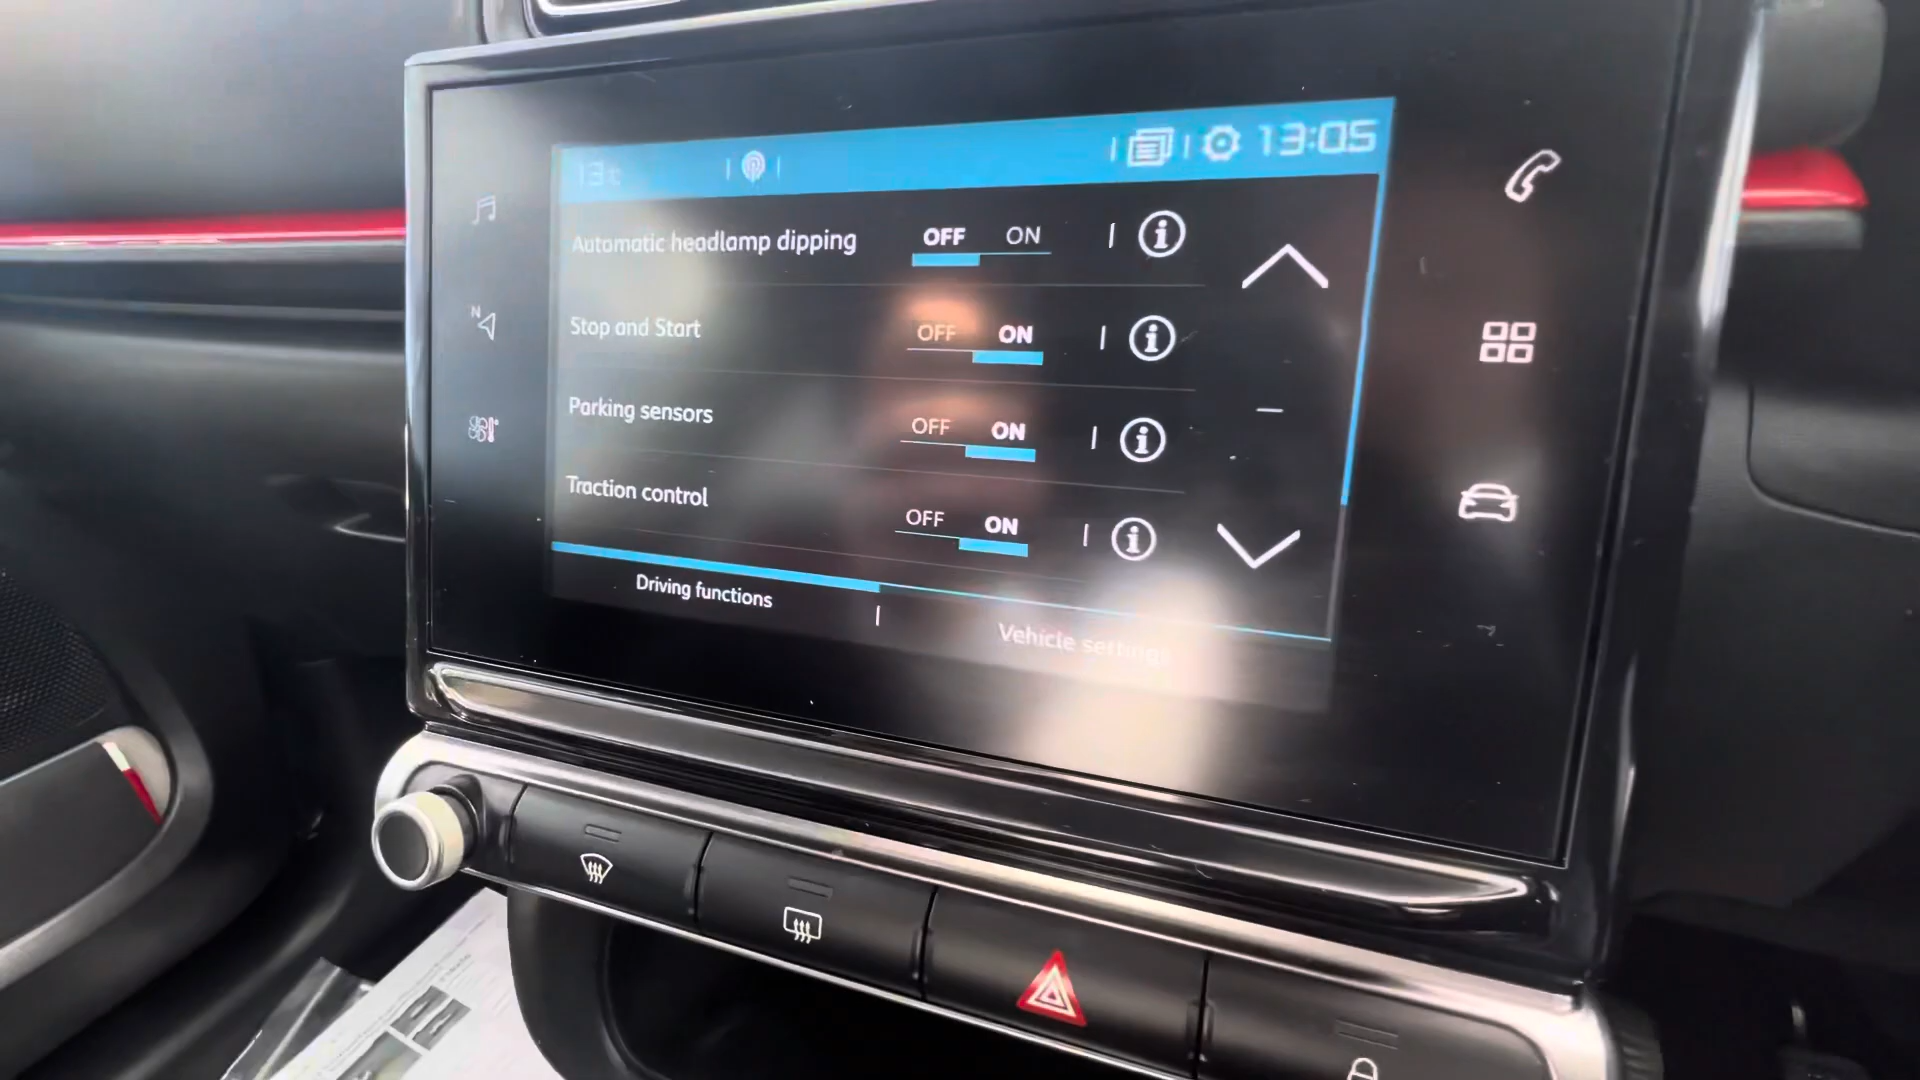 13:05
Automatic headlamp dipping OFF ON
Stop and Start OFF ON
Parking sensors OFF ON
Traction control OFF ON
Driving functions
Vehicle settings
N